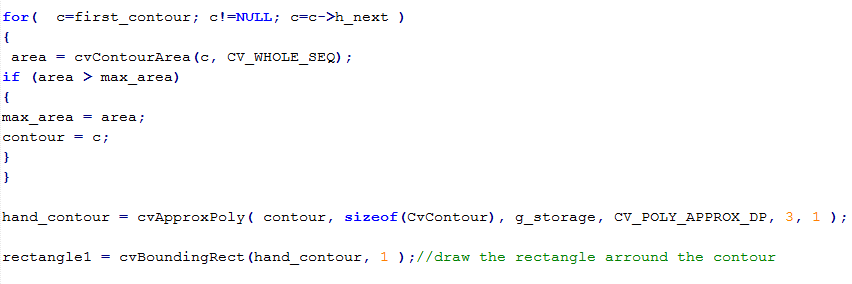 for(  c=first_contour; c!=NULL; c=c->h_next )
{
 area = cvContourArea(c, CV_WHOLE_SEQ);
if (area > max_area)
{
max_area = area;
contour = c;
}
}
hand_contour = cvApproxPoly( contour, sizeof(CvContour), g_storage, CV_POLY_APPROX_DP, 3, 1 );
rectangle1 = cvBoundingRect(hand_contour, 1 );//draw the rectangle arround the contour